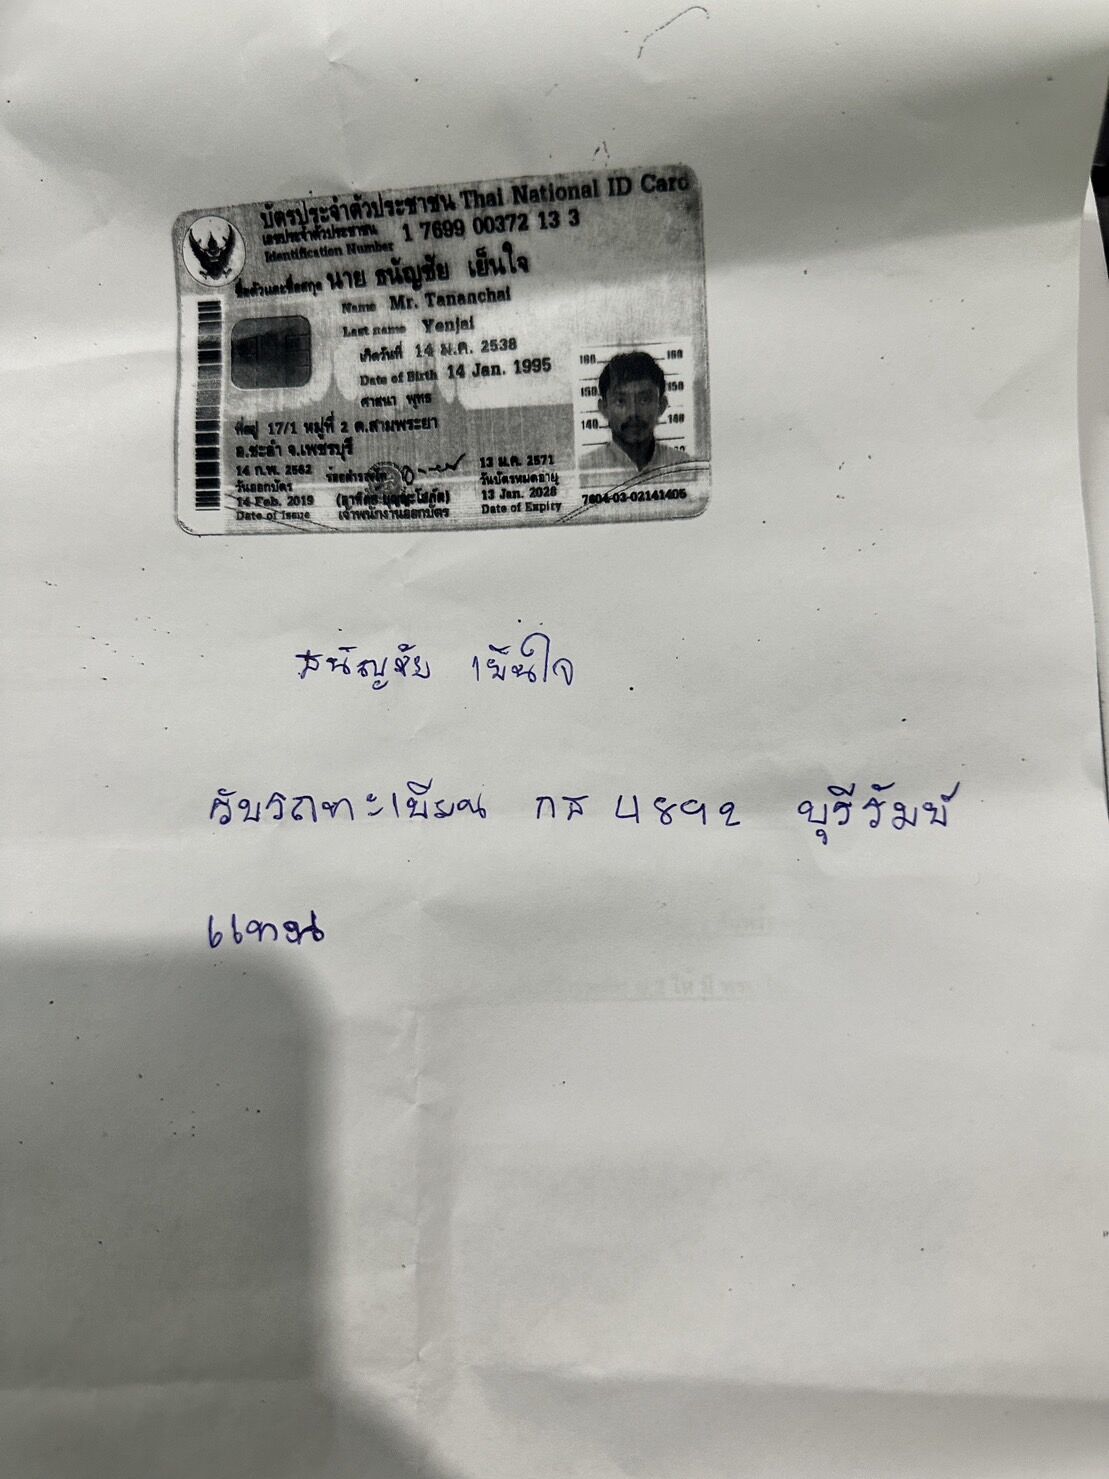 บัตรประจำตัวประชาชน Thai National ID Card
เลขประจำตัวประชาชน 1 7699 00372 13 3
Identification Number
ชื่อตัวและชื่อสกุล นาย ธนัญชัย เย็นใจ
Name Mr. Tananchai
Last name Yenjai
เกิดวันที่ 14 ม.ค. 2538
Date of Birth 14 Jan. 1995
ศาสนา พุทธ
ที่อยู่ 17/1 หมู่ที่ 2 ต.สามพระยา
อ.ชะอำ จ.เพชรบุรี
14 ก.พ. 2562
วันออกบัตร
14 Feb. 2019
Date of Issue
เจ้าพนักงานออกบัตร
13 ม.ค. 2571
วันบัตรหมดอายุ
13 Jan. 2028
Date of Expiry
160 160
150 150
140 140
7604-03-02141405
ธนัญชัย เย็นใจ
รับรถทะเบียน กส 4892 บุรีรัมย์
แทน